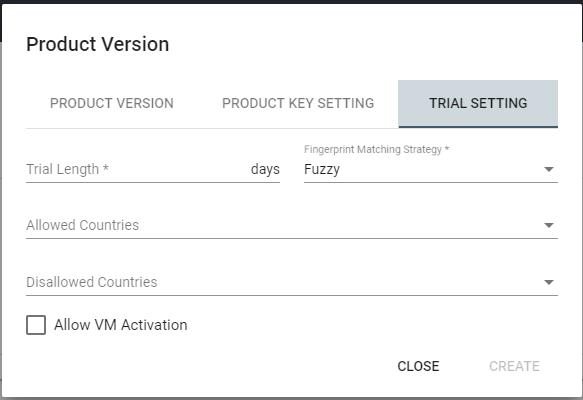 Product Version
PRODUCT VERSION PRODUCT KEY SETTING TRIAL SETTING
Fingerprint Matching Strategy *
Trial Length * days Fuzzy
Allowed Countries
Disallowed Countries
Allow VM Activation
CLOSE CREATE